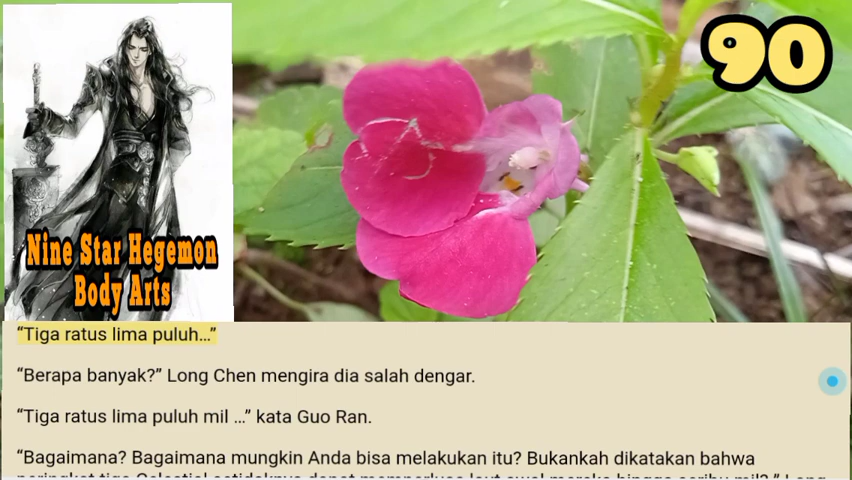 90
Nine Star Hegemon
Body Arts
“Tiga ratus lima puluh…”
“Berapa banyak?” Long Chen mengira dia salah dengar.
“Tiga ratus lima puluh mil …” kata Guo Ran.
“Bagaimana? Bagaimana mungkin Anda bisa melakukan itu? Bukankah dikatakan bahwa